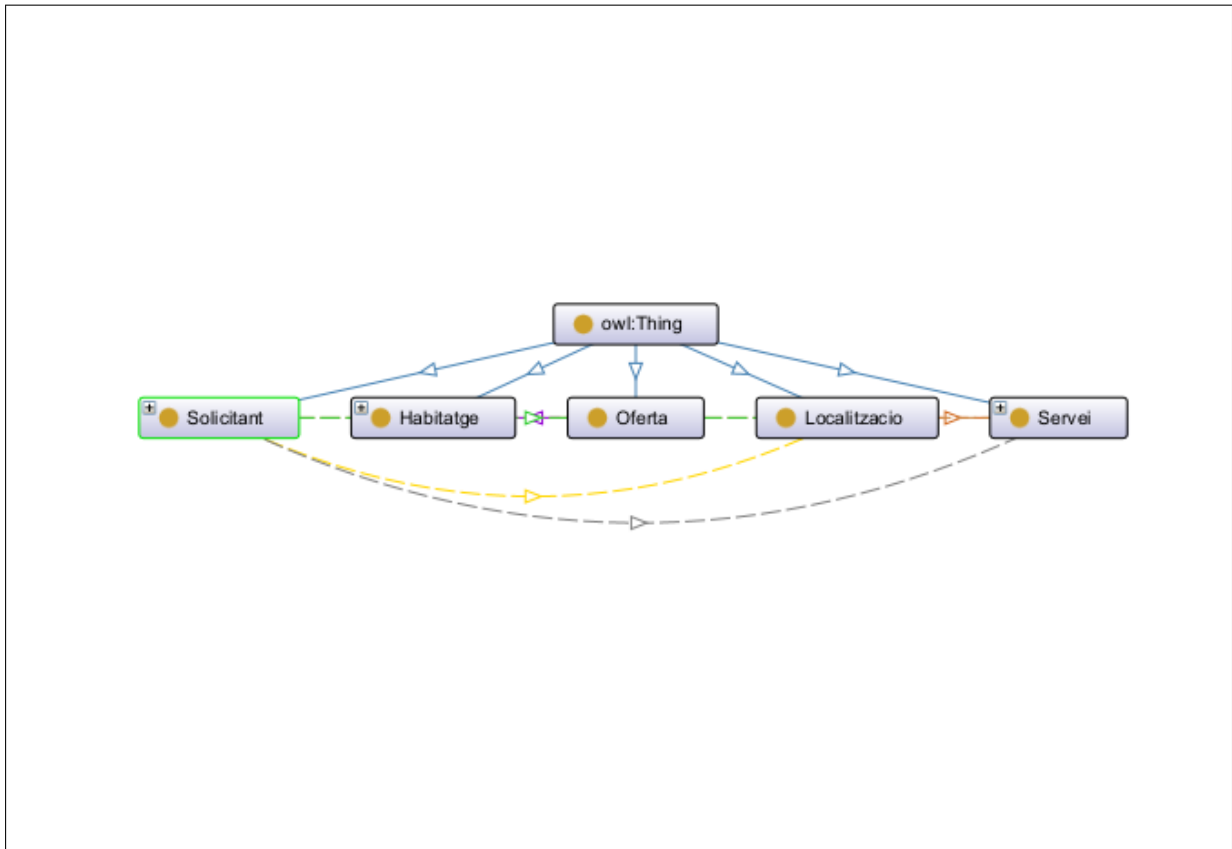 owl:Thing
Solicitant
Habitatge
Oferta
Localitzacio
Servei